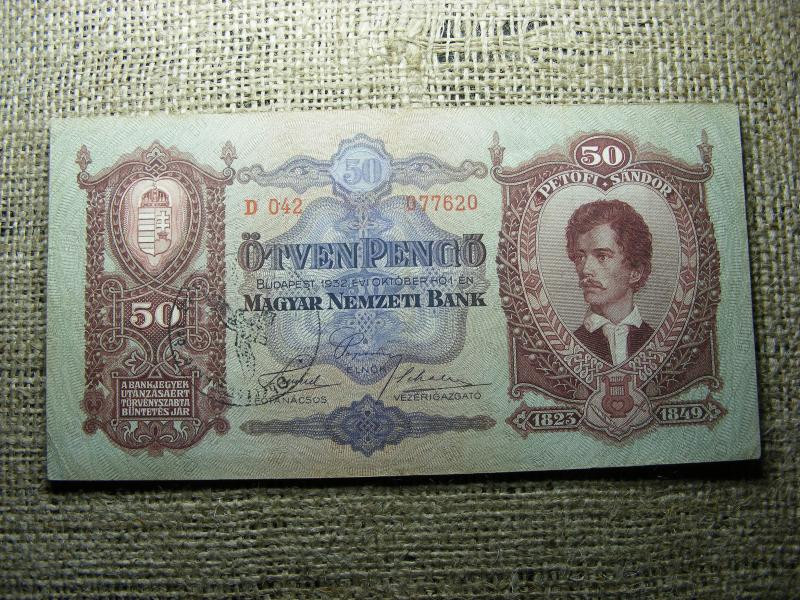 50
D 042 077620
ÖTVEN PENGŐ
BUDAPEST, 1932. ÉVI OKTÓBER HÓ 1-ÉN
MAGYAR NEMZETI BANK
ELNÖK
FŐTANÁCSOS VEZÉRIGAZGATÓ
50
A BANKJEGYEK
UTÁNZÁSÁÉRT
TÖRVÉNYSZABTA
BÜNTETÉS JÁR
50
PETŐFI SÁNDOR
1823 1849